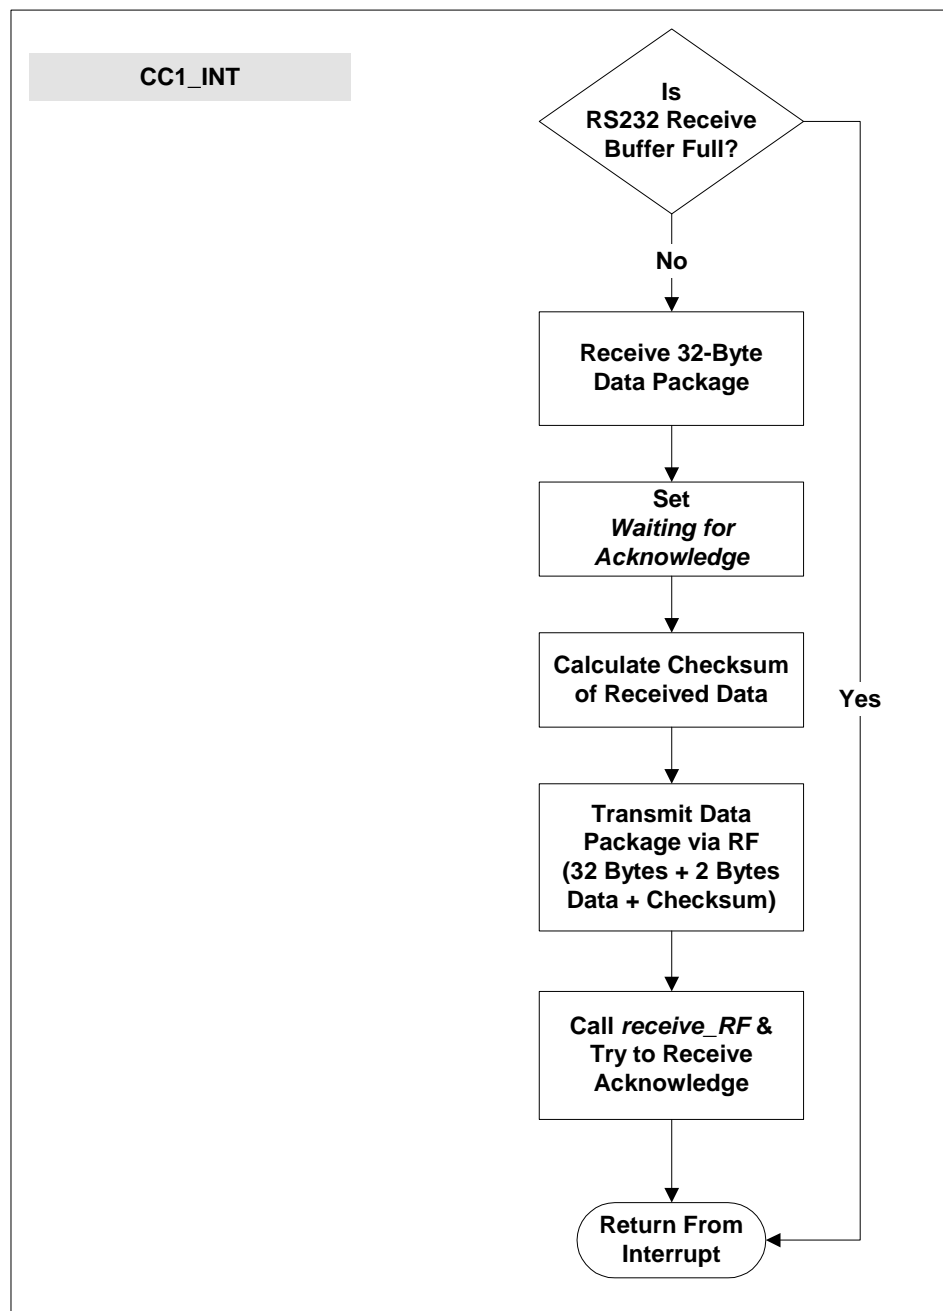 CC1_INT
Is
RS232 Receive
Buffer Full?
No
Receive 32-Byte
Data Package
Set
Waiting for
Acknowledge
Calculate Checksum
of Received Data
Yes
Transmit Data
Package via RF
(32 Bytes + 2 Bytes
Data + Checksum)
Call receive_RF &
Try to Receive
Acknowledge
Return From
Interrupt